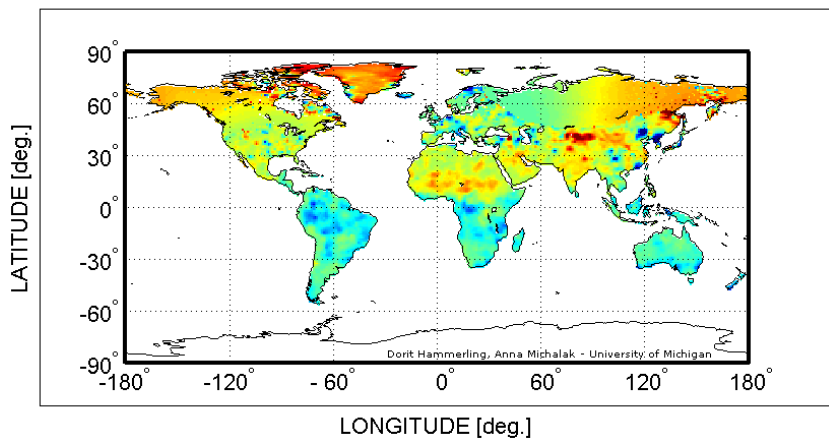 90°
60°
30°
0°
-30°
-60°
-90°
LATITUDE [deg.]
Dorit Hammerling, Anna Michalak - University of Michigan
-180° -120° - 60° 0° 60° 120° 180°
LONGITUDE [deg.]